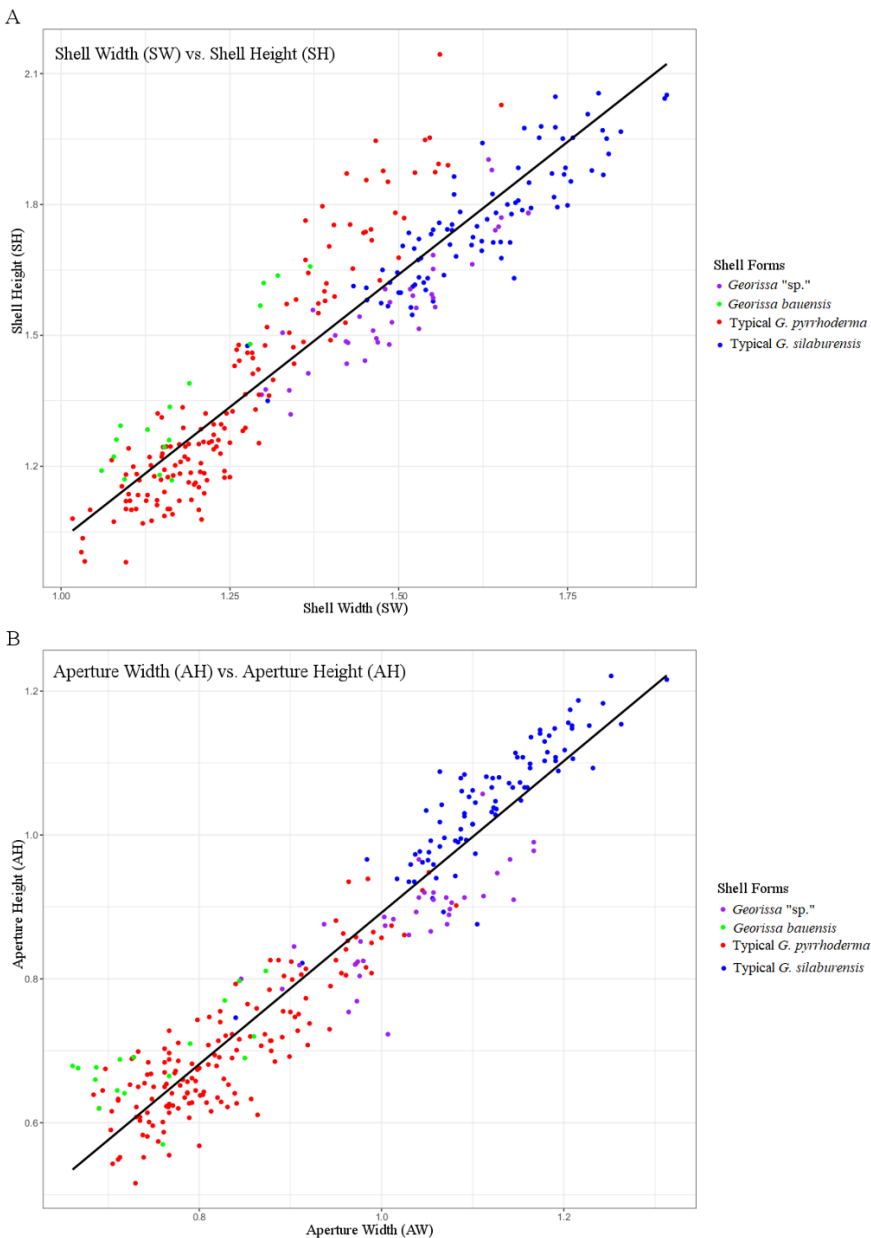 A
Shell Width (SW) vs. Shell Height (SH)
2.1
1.8
1.5
1.2
Shell Height (SH)
1.00
1.25
1.50
1.75
Shell Width (SW)
Shell Forms
Georissa "sp."
Georissa bauensis
Typical G. pyrrhoderma
Typical G. silaburensis
B
Aperture Width (AH) vs. Aperture Height (AH)
1.2
1.0
0.8
0.6
Aperture Height (AH)
0.8
1.0
1.2
Aperture Width (AW)
Shell Forms
Georissa "sp."
Georissa bauensis
Typical G. pyrrhoderma
Typical G. silaburensis